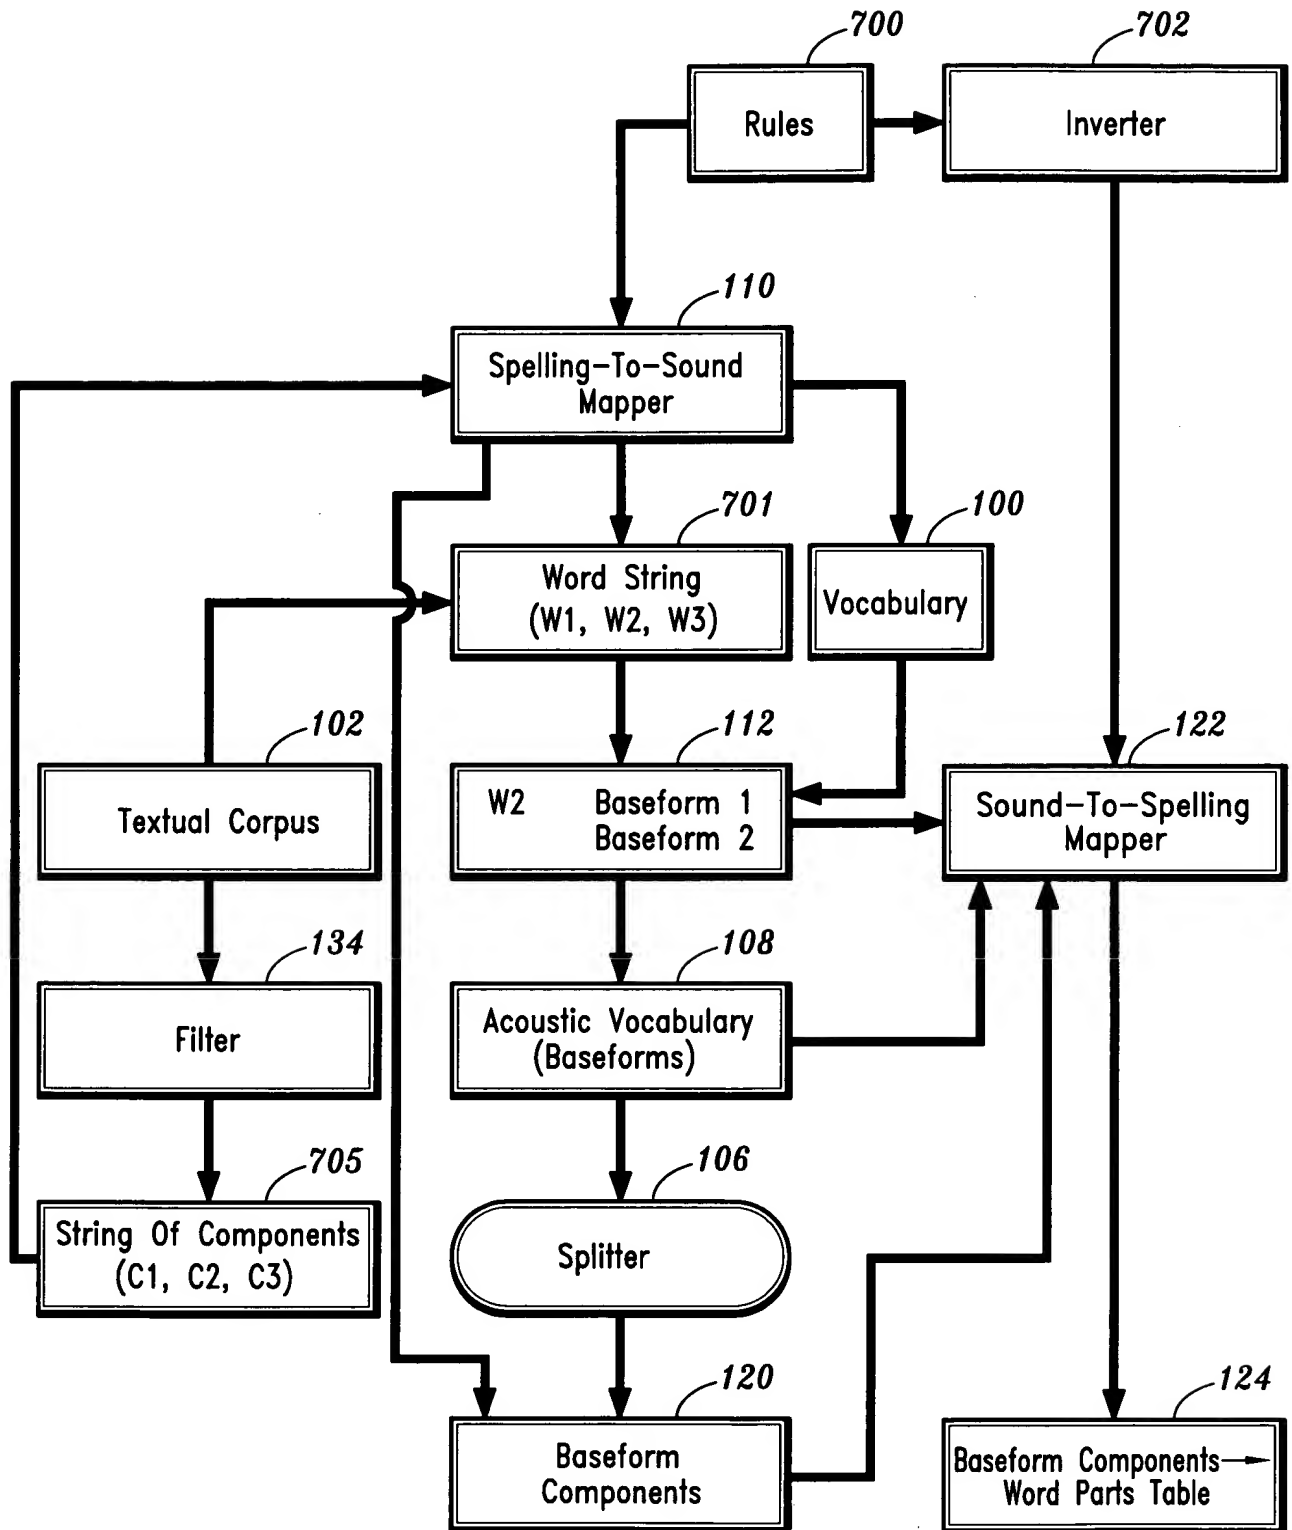 700
702
Rules
Inverter
110
Spelling-To-Sound
Mapper
701
100
Word String
(W1, W2, W3)
Vocabulary
102
112
122
Textual Corpus
W2 Baseform 1
Baseform 2
Sound-To-Spelling
Mapper
134
108
Filter
Acoustic Vocabulary
(Baseforms)
705
106
String Of Components
(C1, C2, C3)
Splitter
120
124
Baseform
Components
Baseform Components→
Word Parts Table